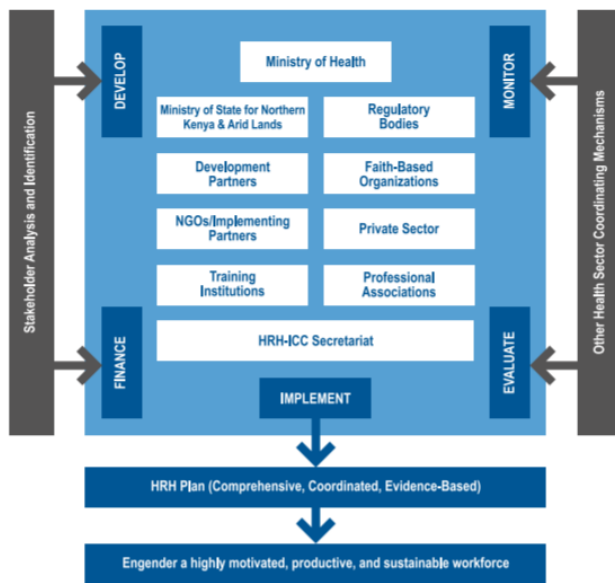 Stakeholder Analysis and Identification
DEVELOP
Ministry of Health
MONITOR
Other Health Sector Coordinating Mechanisms
Ministry of State for Northern
Kenya & Arid Lands
Regulatory
Bodies
Development
Partners
Faith-Based
Organizations
NGOs/Implementing
Partners
Private Sector
Training
Institutions
Professional
Associations
FINANCE
HRH-ICC Secretariat
EVALUATE
IMPLEMENT
HRH Plan (Comprehensive, Coordinated, Evidence-Based)
Engender a highly motivated, productive, and sustainable workforce